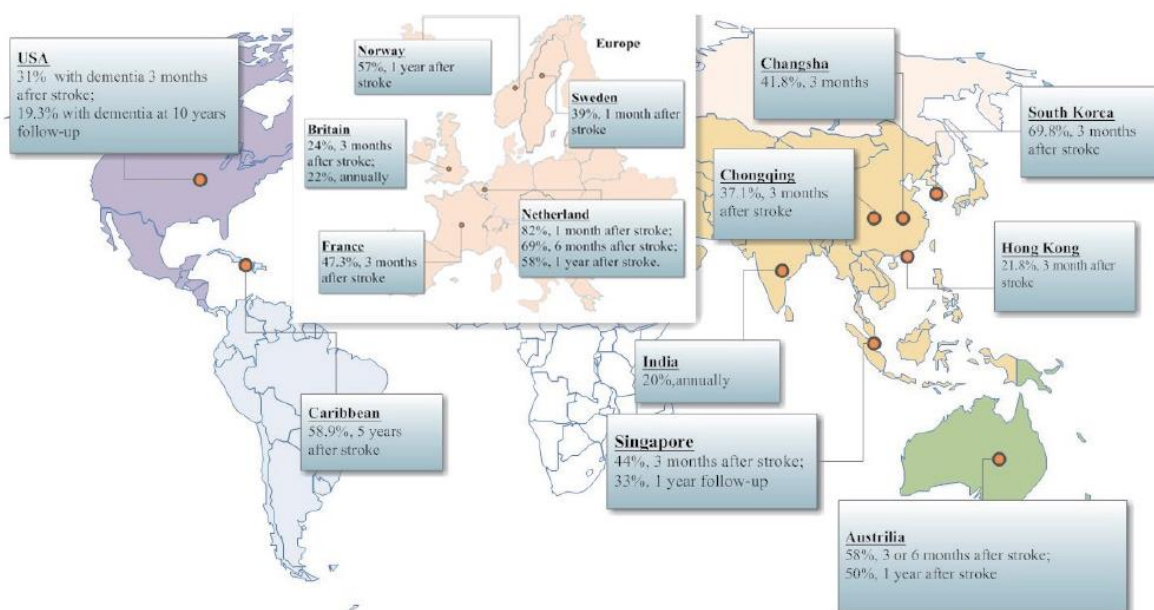 USA
31%  with dementia 3 months
after stroke;
19.3% with dementia at 10 years
follow-up
Norway
57%, 1 year after
stroke
Europe
Sweden
39%, 1 month after
stroke
Britain
24%, 3 months
after stroke;
22%, annually
Netherland
82%, 1 month after stroke;
69%, 6 months after stroke;
58%, 1 year after stroke.
France
47.3%, 3 months
after stroke
Changsha
41.8%, 3 months
South Korea
69.8%, 3 months
after stroke
Chongqing
37.1%, 3 months
after stroke
Hong Kong
21.8%, 3 month after
stroke
India
20%,annually
Caribbean
58.9%, 5 years
after stroke
Singapore
44%, 3 months after stroke;
33%, 1 year follow-up
Austrilia
58%, 3 or 6 months after stroke;
50%, 1 year after stroke